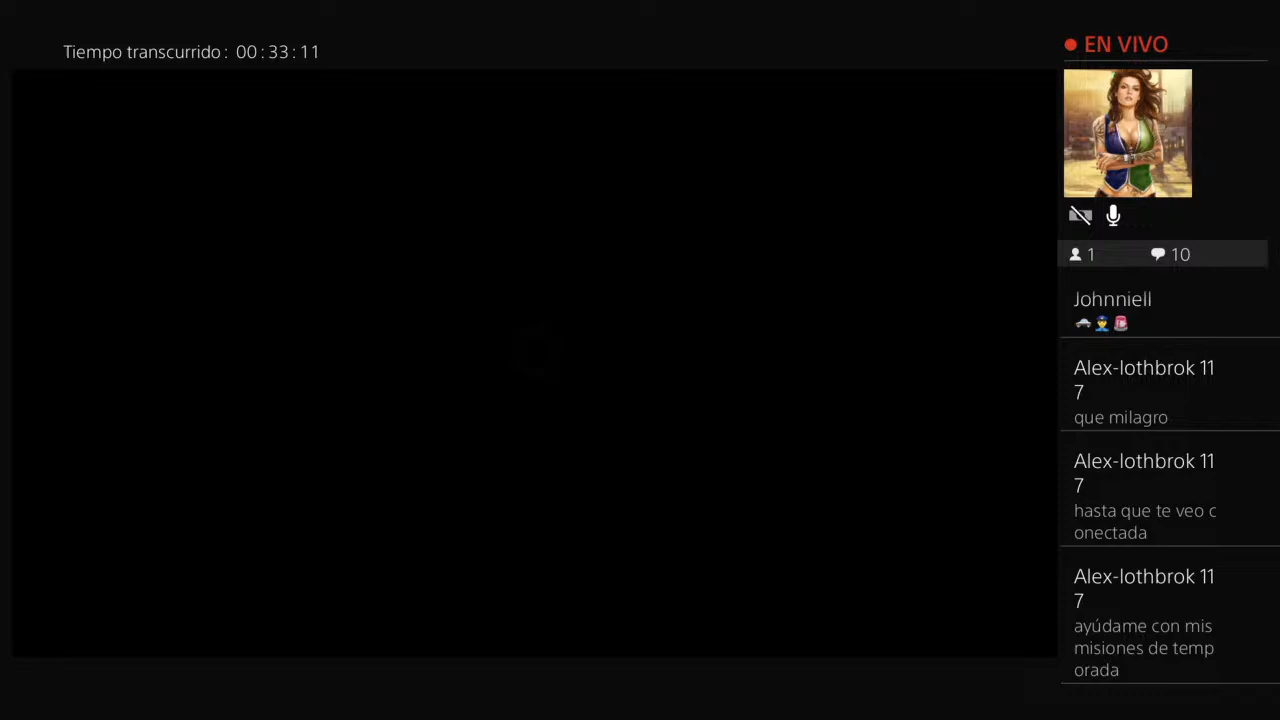 Tiempo transcurrido: 00:33:11
EN VIVO
1 10
Johnniell
Alex-lothbrok 11
7
que milagro
Alex-lothbrok 11
7
hasta que te veo c
onectada
Alex-lothbrok 11
7
ayúdame con mis
misiones de temp
orada